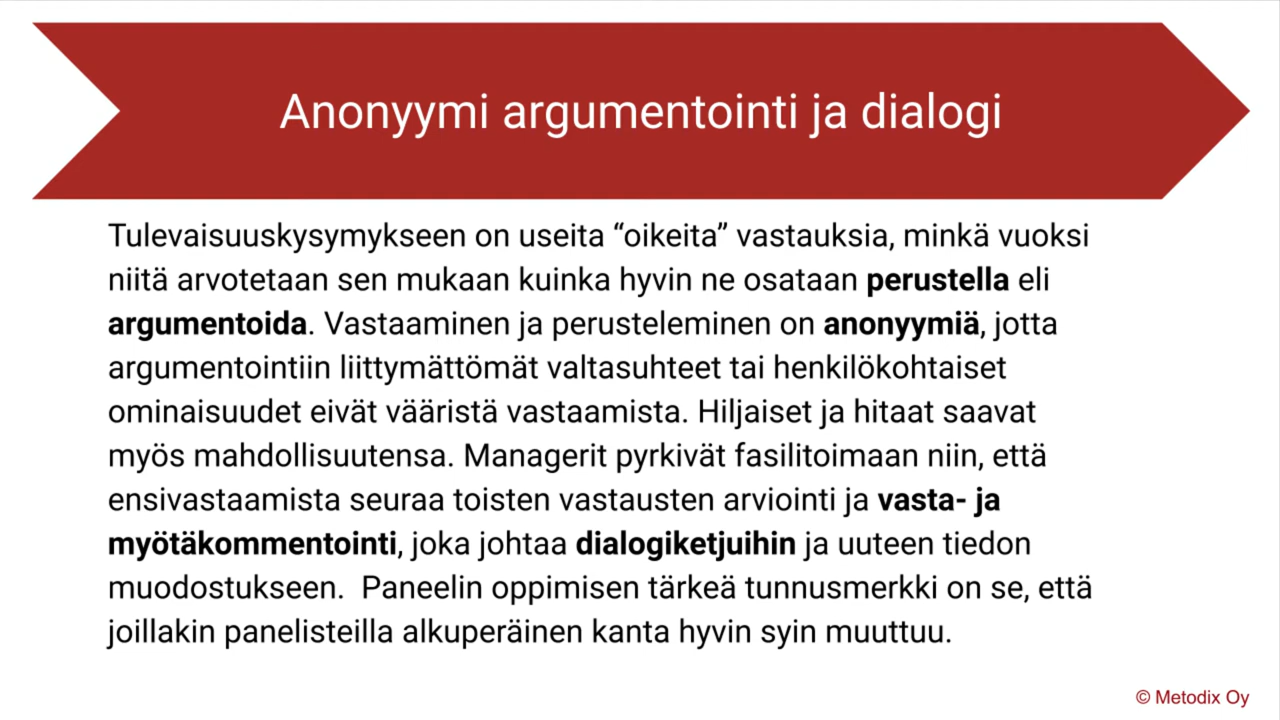 Anonyymi argumentointi ja dialogi
Tulevaisuuskysymykseen on useita “oikeita” vastauksia, minkä vuoksi
niitä arvotetaan sen mukaan kuinka hyvin ne osataan perustella eli
argumentoida. Vastaaminen ja perusteleminen on anonyymiä, jotta
argumentointiin liittymättömät valtasuhteet tai henkilökohtaiset
ominaisuudet eivät vääristä vastaamista. Hiljaiset ja hitaat saavat
myös mahdollisuutensa. Managerit pyrkivät fasilitoimaan niin, että
ensivastaamista seuraa toisten vastausten arviointi ja vasta- ja
myötäkommentointi, joka johtaa dialogiketjuihin ja uuteen tiedon
muodostukseen.  Paneelin oppimisen tärkeä tunnusmerkki on se, että
joillakin panelisteilla alkuperäinen kanta hyvin syin muuttuu.
© Metodix Oy